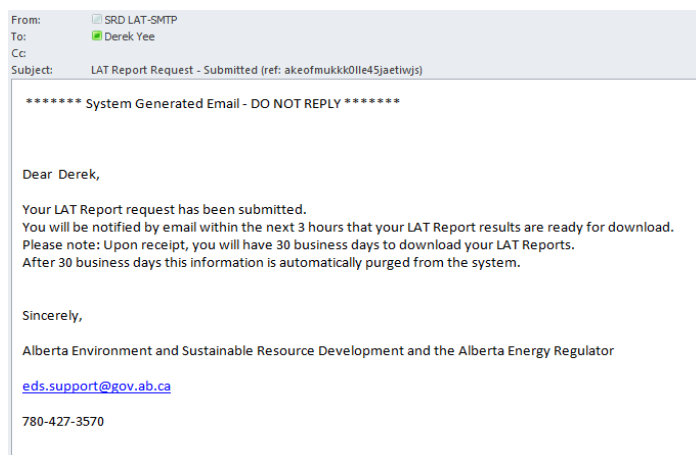 From: SRD LAT-SMTP
To: Derek Yee
Cc:
Subject: LAT Report Request - Submitted (ref: akeofmukkk0lle45jaetiwjs)
******* System Generated Email - DO NOT REPLY *******
Dear Derek,
Your LAT Report request has been submitted.
You will be notified by email within the next 3 hours that your LAT Report results are ready for download.
Please note: Upon receipt, you will have 30 business days to download your LAT Reports.
After 30 business days this information is automatically purged from the system.
Sincerely,
Alberta Environment and Sustainable Resource Development and the Alberta Energy Regulator
eds.support@gov.ab.ca
780-427-3570